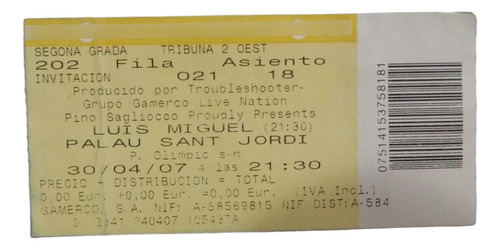 SEGONA GRADA TRIBUNA 2 OEST
202 Fila Asiento
INVITACION 021 18
Producido por Troubleshooter-
Grupo Gamerco Live Nation
Pino Sagliocco Proudly Presents
LUIS MIGUEL (21:30)
PALAU SANT JORDI
P. Olimpic s-n
30/04/07 a las 21:30
PRECIO - DISTRIBUCION = TOTAL
0,00 Eur. +0,00 Eur. =0,00 Eur. (IVA Incl.)
GAMERCO, S.A. NIF: A-58569815 NIF DIST:A-584
240407
07514153758181